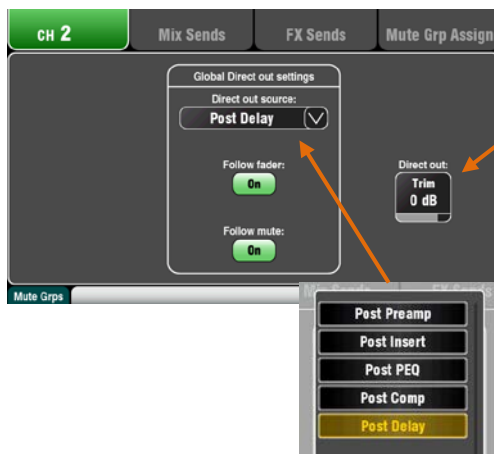 CH 2
Mix Sends
FX Sends
Mute Grp Assign
Global Direct out settings
Direct out source:
Post Delay
Follow fader:
On
Follow mute:
On
Direct out:
Trim
0 dB
Mute Grps
Post Preamp
Post Insert
Post PEQ
Post Comp
Post Delay